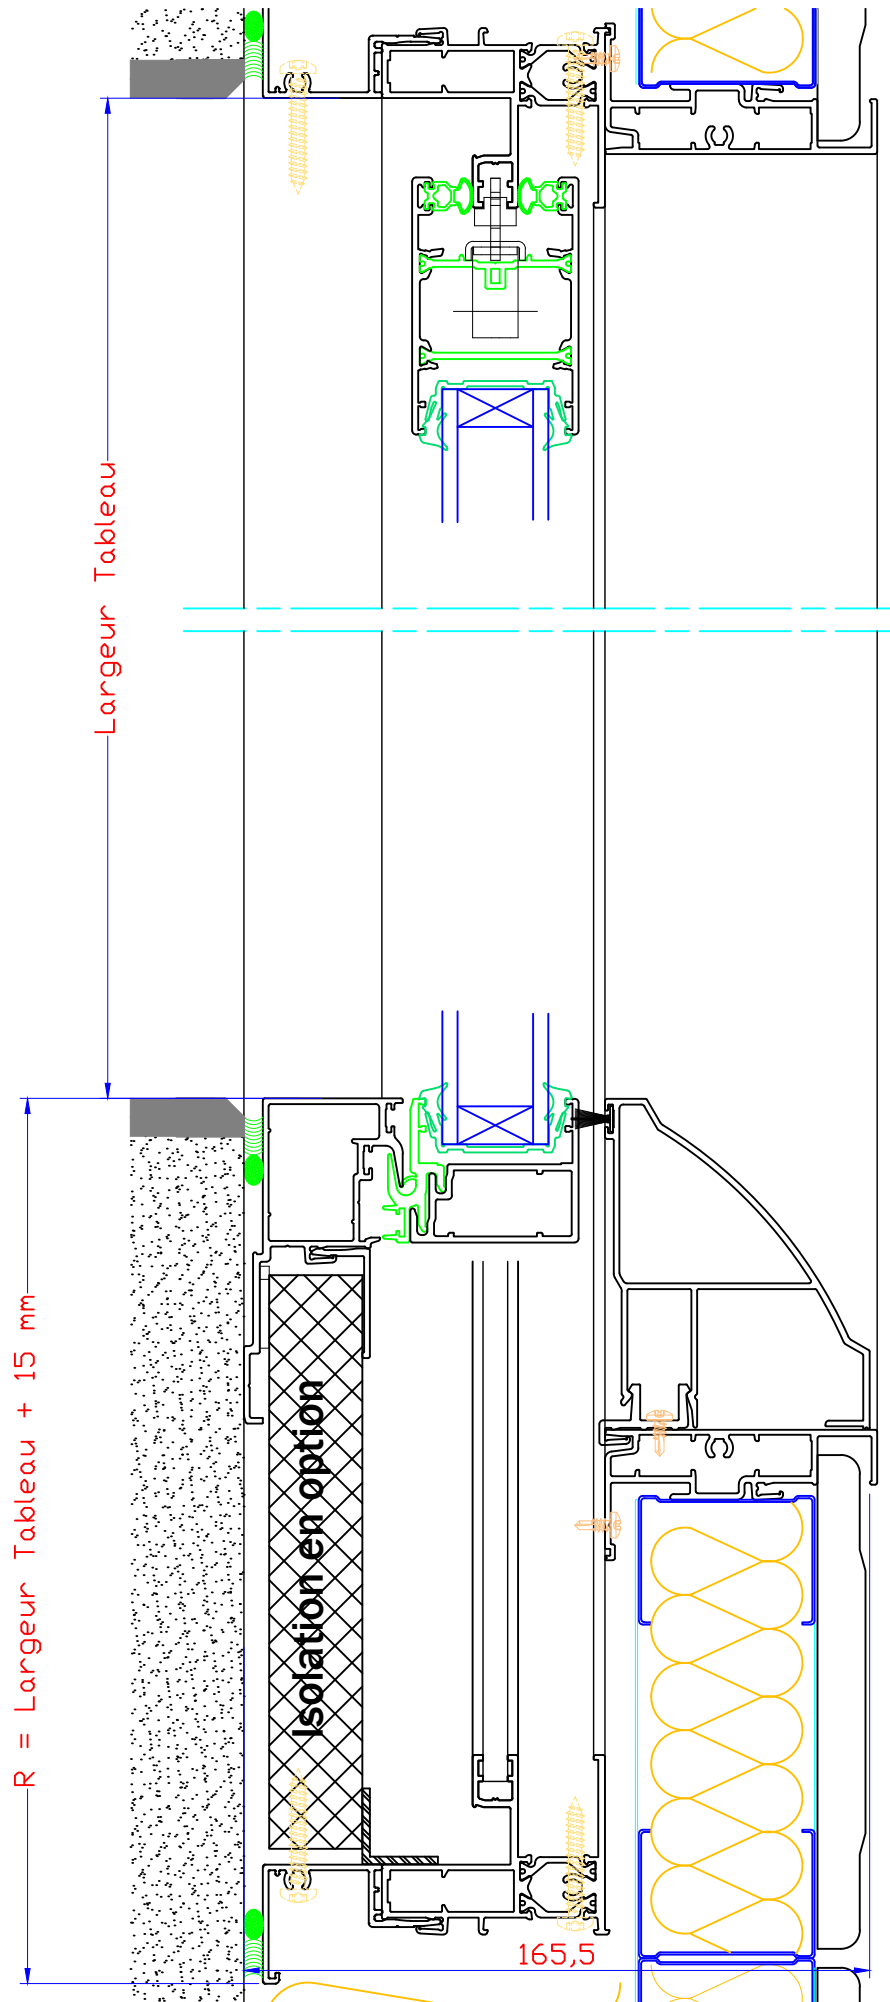 Largeur Tableau
R = Largeur Tableau + 15 mm
Isolation en option
165,5